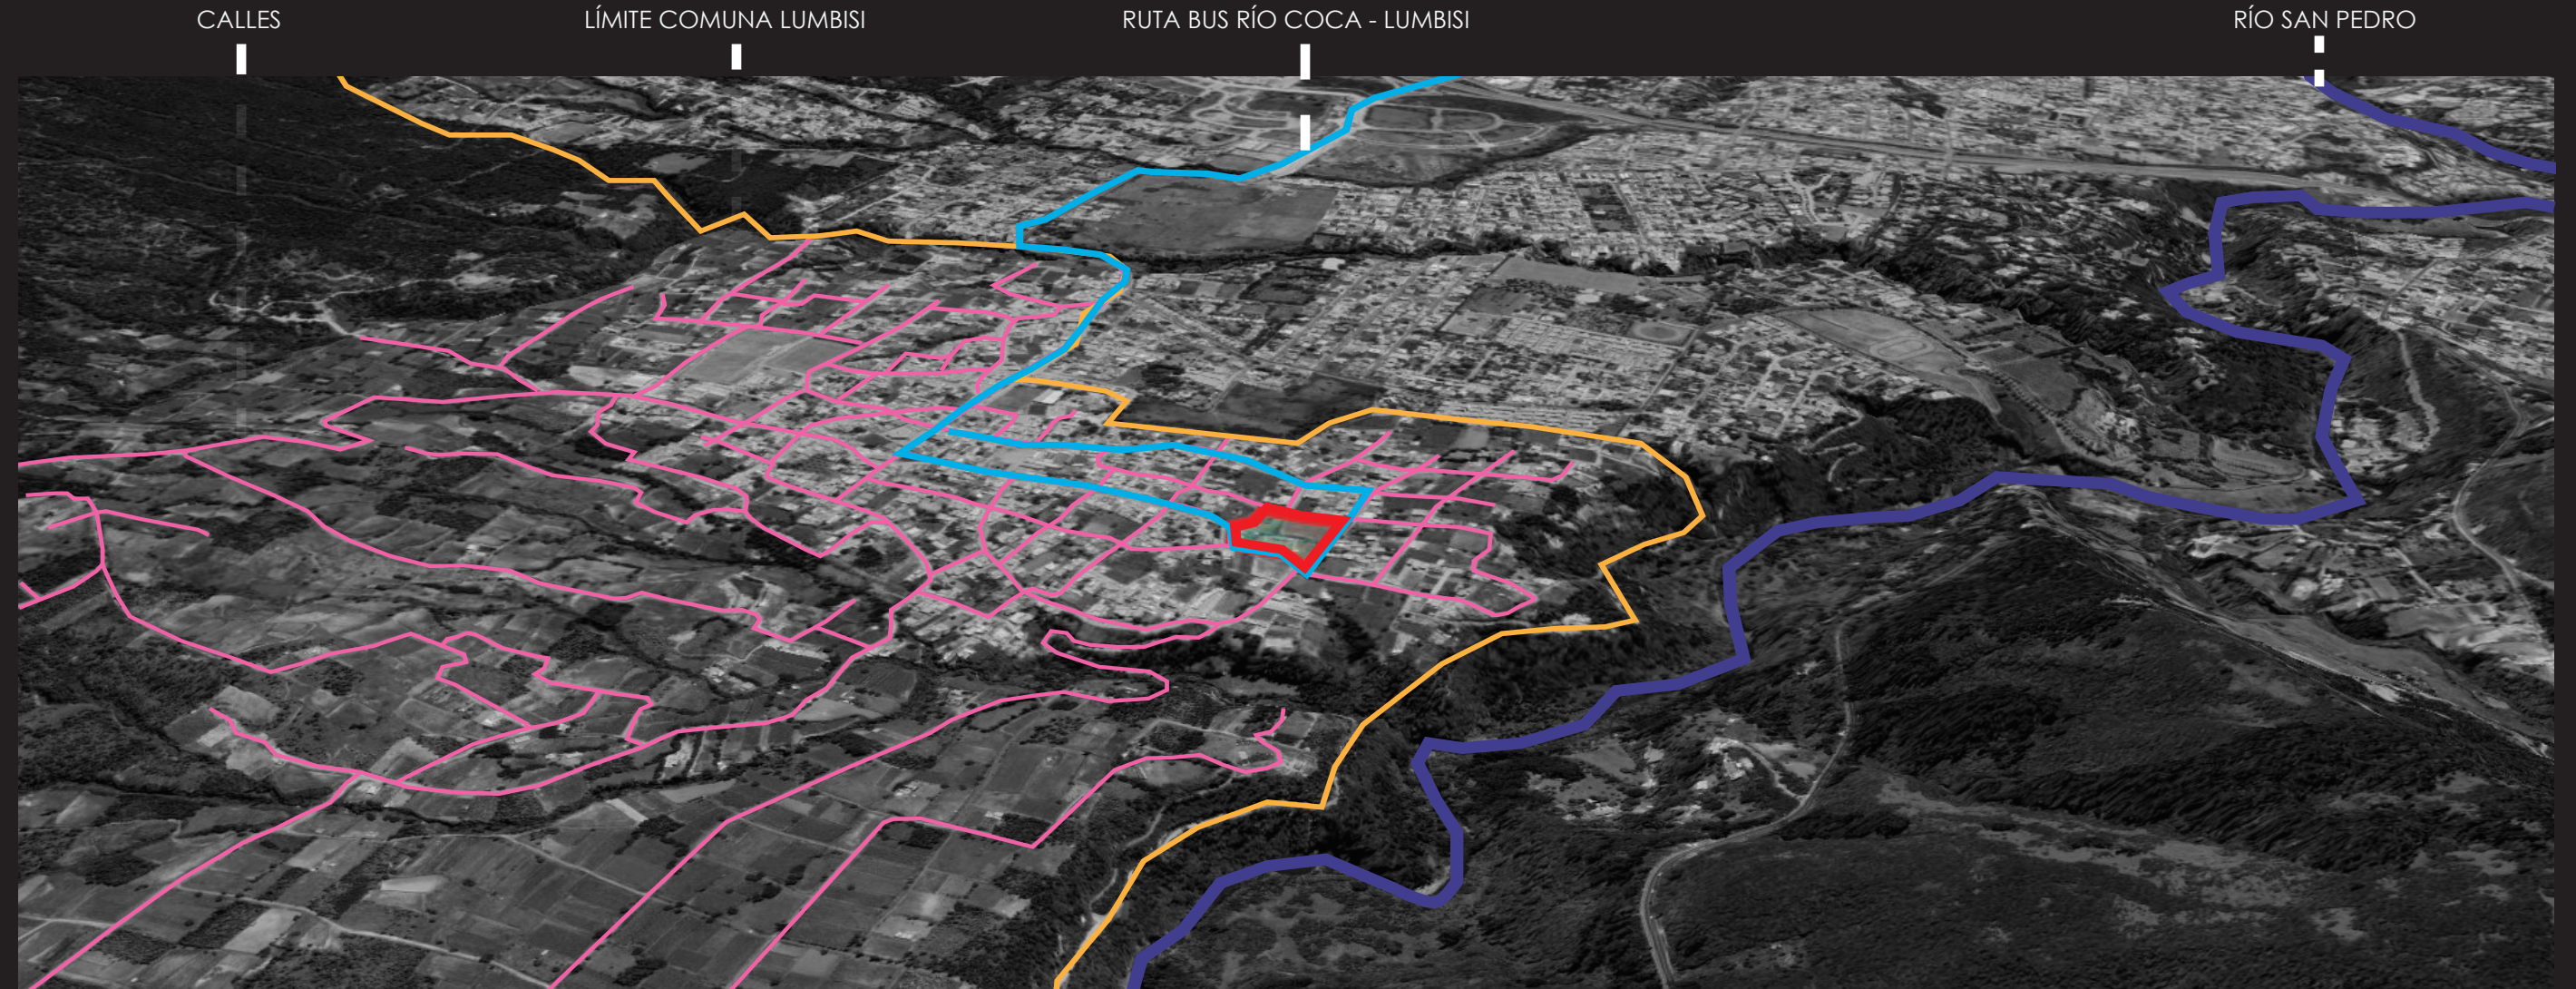 CALLES
LÍMITE COMUNA LUMBISI
RUTA BUS RÍO COCA - LUMBISI
RÍO SAN PEDRO